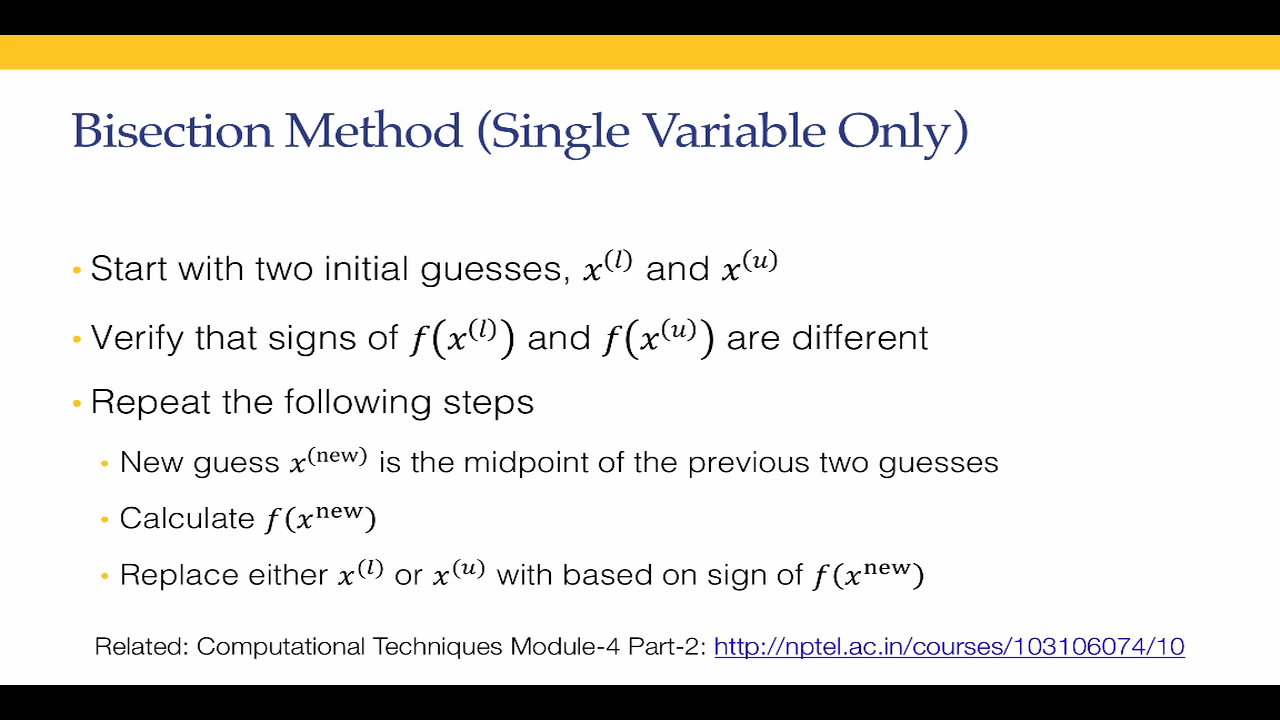 Bisection Method (Single Variable Only)
• Start with two initial guesses, x^(l) and x^(u)
• Verify that signs of f(x^(l)) and f(x^(u)) are different
• Repeat the following steps
• New guess x^(new) is the midpoint of the previous two guesses
• Calculate f(x^new)
• Replace either x^(l) or x^(u) with based on sign of f(x^new)
Related: Computational Techniques Module-4 Part-2: http://nptel.ac.in/courses/103106074/10